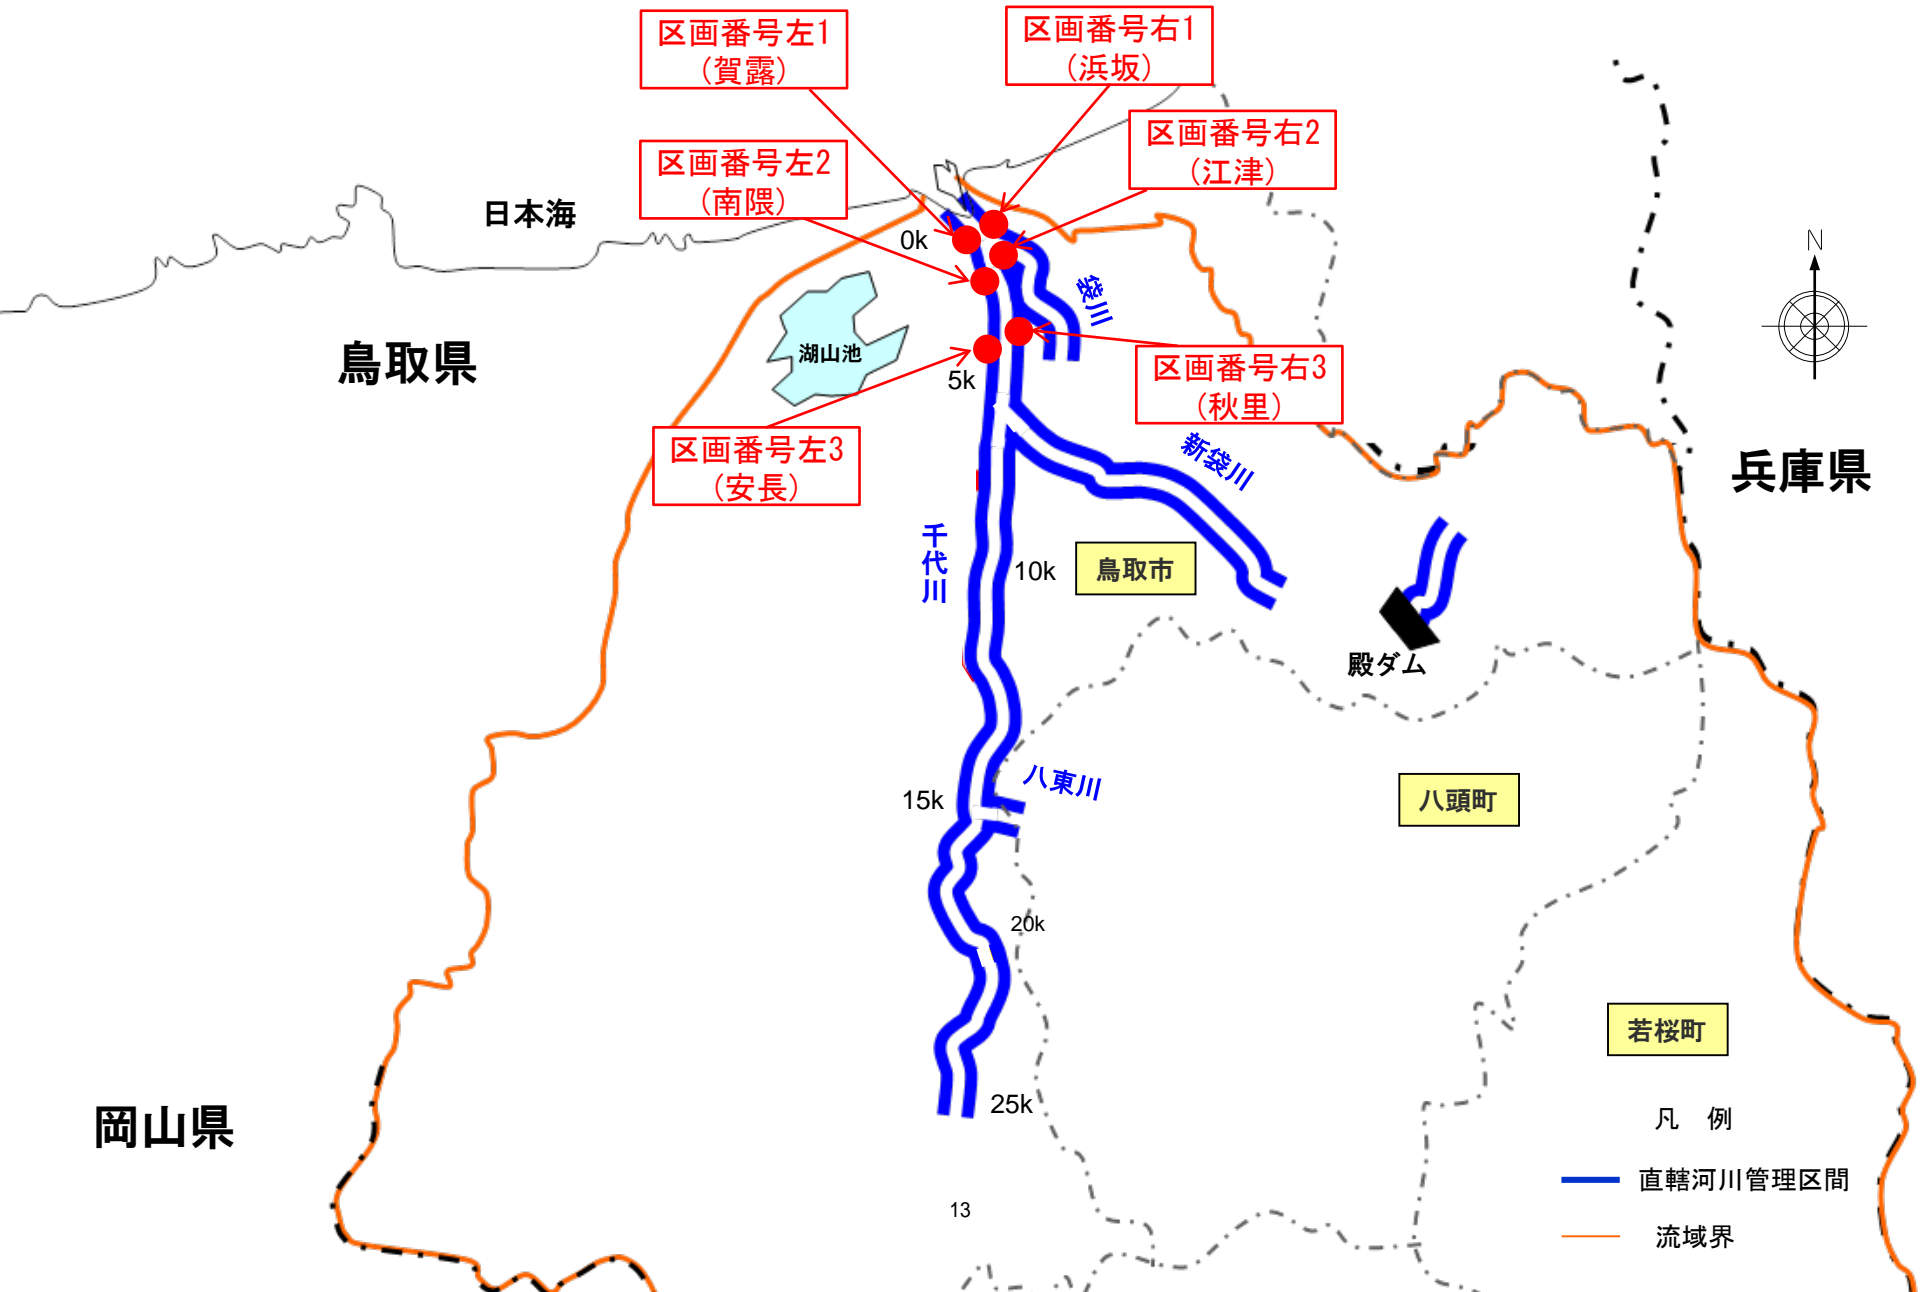 区画番号左1
（賀露）
区画番号右1
（浜坂）
区画番号右2
（江津）
区画番号左2
（南隈）
日本海
0k
袋川
N
鳥取県
湖山池
5k
区画番号右3
（秋里）
区画番号左3
（安長）
新袋川
兵庫県
千代川
10k
鳥取市
殿ダム
八東川
15k
八頭町
20k
若桜町
25k
岡山県
凡　例
直轄河川管理区間
13
流域界